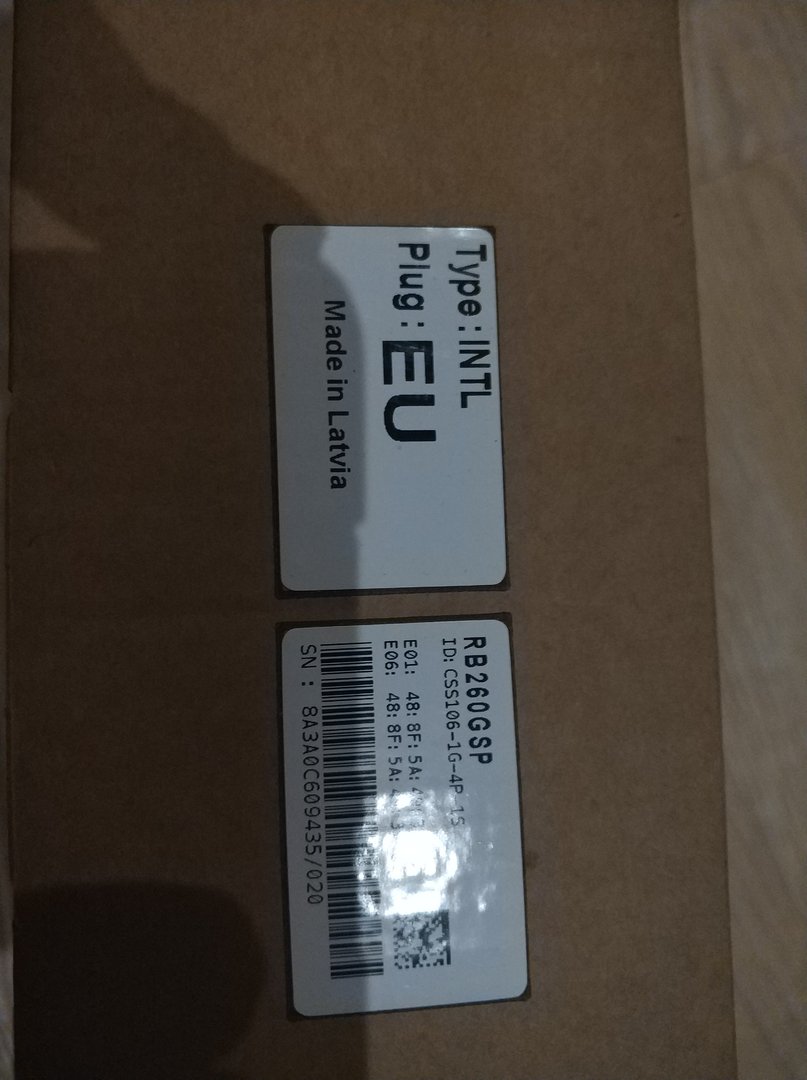 Type:INTL
Plug: EU
Made in Latvia
RB260GSP
ID:CSS106-1G-4P-1S
E01: 48:8F:5A:
E06: 48:8F:5A:
SN : 8A3A0C609435/020